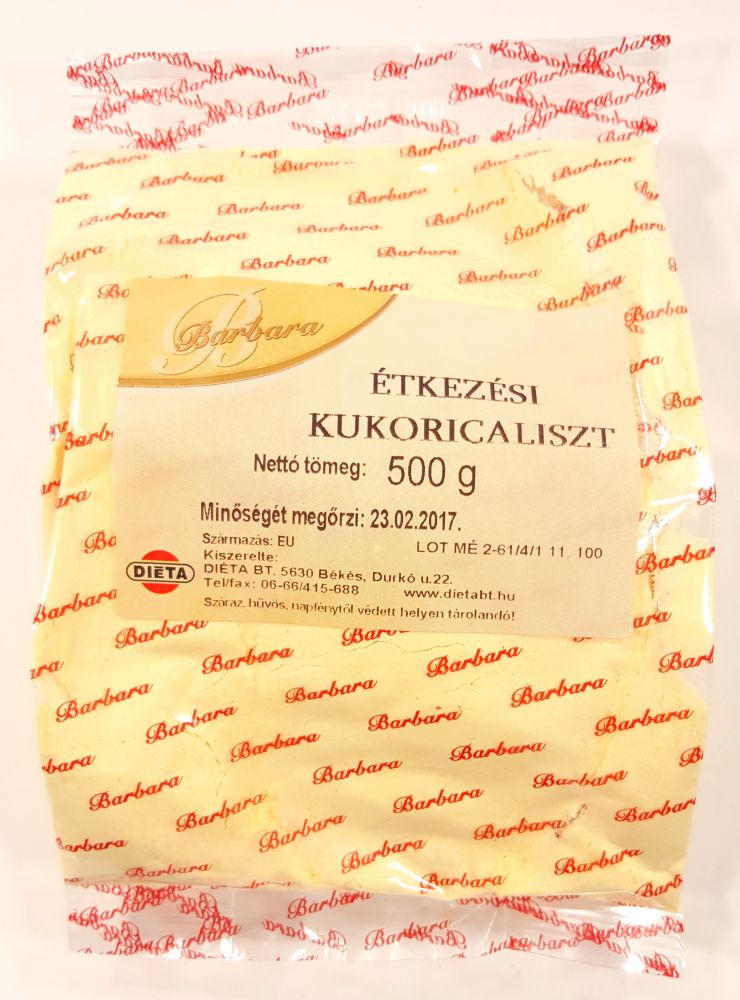 Barbara
ÉTKEZÉSI
KUKORICALISZT
Nettó tömeg: 500 g
Minőségét megőrzi: 23.02.2017.
Származás: EU
LOT MÉ 2-61/4/1 11. 100
Kiszerelte:
DIÉTA
DIÉTA BT. 5630 Békés, Durkó u.22.
Tel/fax: 06-66/415-688
www.dietabt.hu
Száraz, hűvös, napfénytől védett helyen tárolandó!